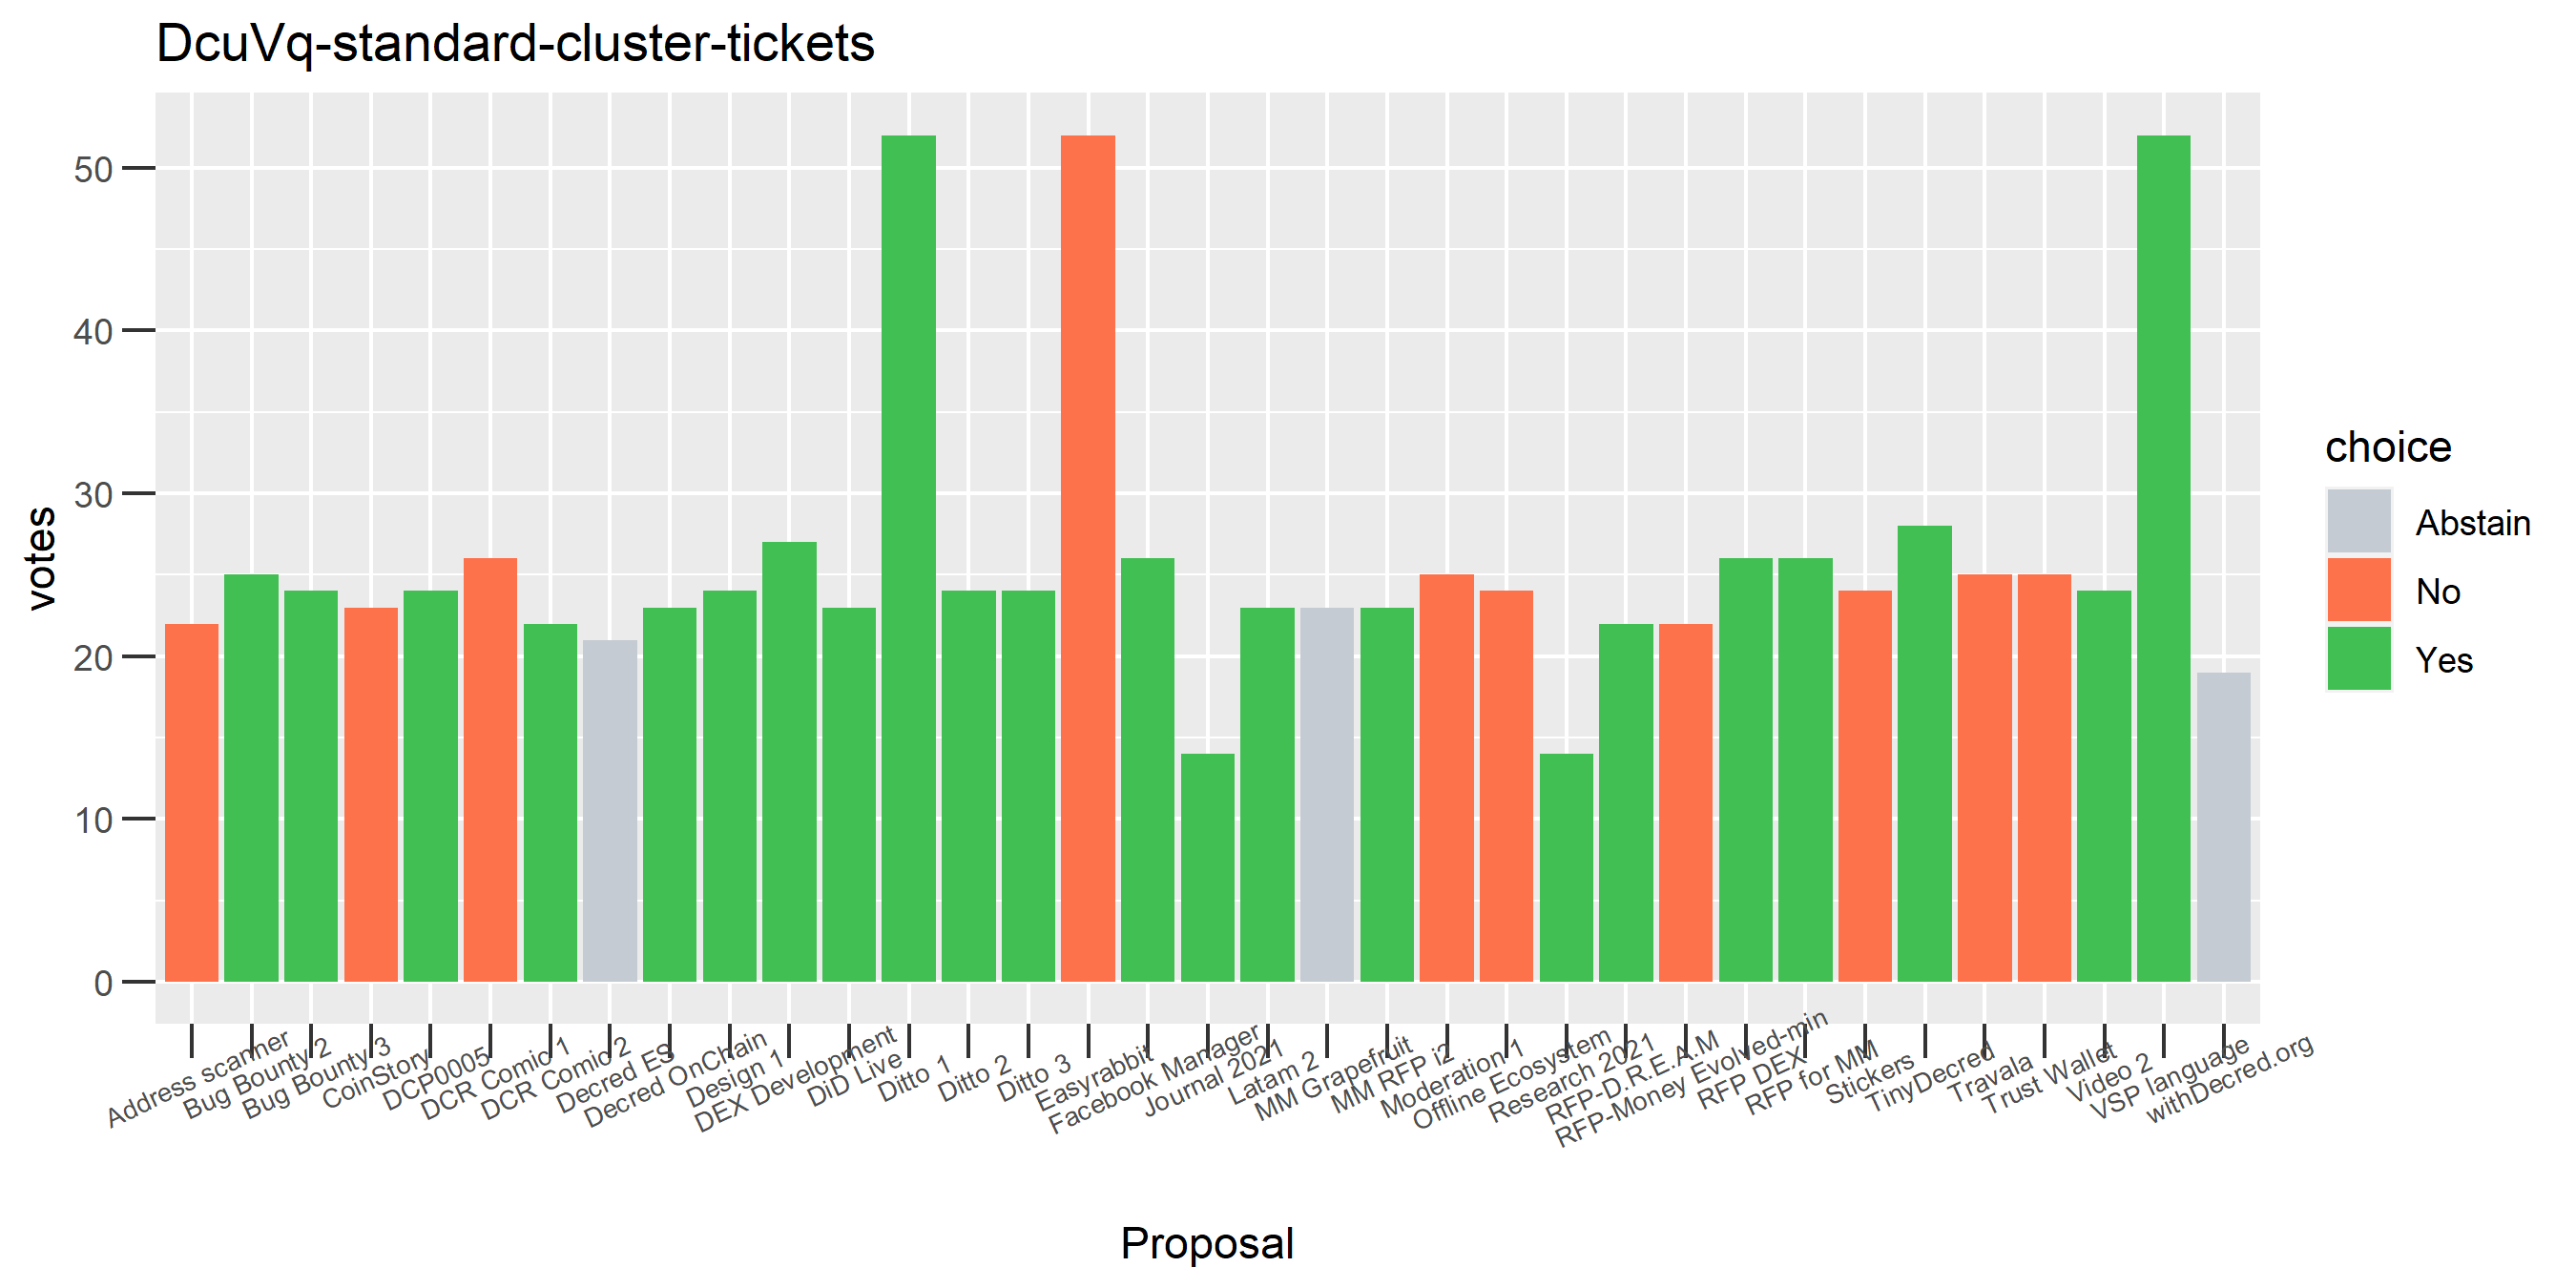 DcuVq-standard-cluster-tickets
votes
50
40
30
20
10
0
Address scanner
Bug Bounty 2
Bug Bounty 3
CoinStory
DCP0005
DCR Comic 1
DCR Comic 2
Decred ES
Decred OnChain
Design 1
DEX Development
DiD Live
Ditto 1
Ditto 2
Ditto 3
Easyrabbit
Facebook Manager
Journal 2021
Latam 2
MM Grapefruit
MM RFP i2
Moderation 1
Offline Ecosystem
Research 2021
RFP-D.R.E.A.M
RFP-Money Evolved-min
RFP DEX
RFP for MM
Stickers
TinyDecred
Travala
Trust Wallet
Video 2
VSP language
withDecred.org
Proposal
choice
Abstain
No
Yes